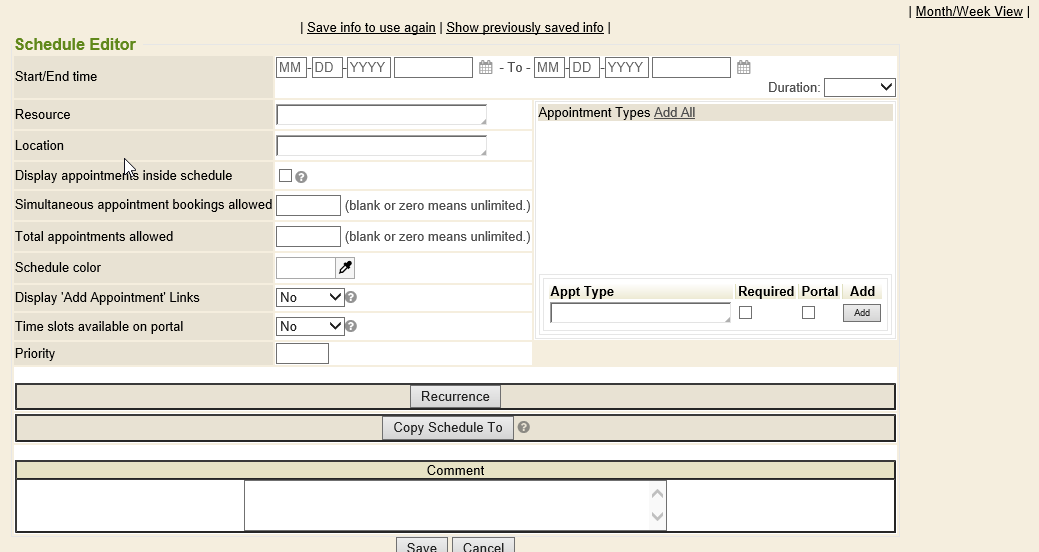 | Month/Week View |
| Save info to use again | Show previously saved info |
Schedule Editor
Start/End time MM - DD - YYYY - To - MM - DD - YYYY
Duration:
Resource
Appointment Types Add All
Location
Display appointments inside schedule ?
Simultaneous appointment bookings allowed (blank or zero means unlimited.)
Total appointments allowed (blank or zero means unlimited.)
Schedule color
Appt Type Required Portal Add
Display 'Add Appointment' Links No ?
Add
Time slots available on portal No ?
Priority
Recurrence
Copy Schedule To ?
Comment
Save Cancel